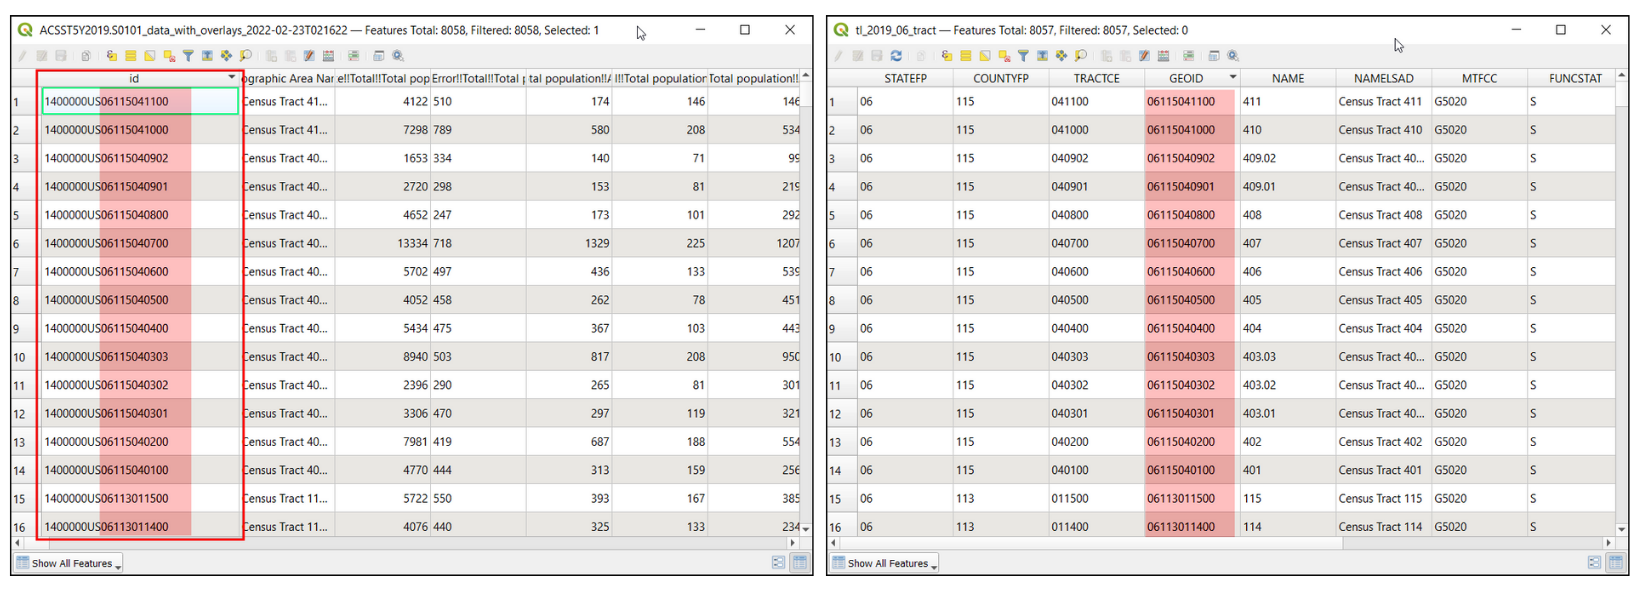 ACSST5Y2019.S0101_data_with_overlays_2022-02-23T021622 — Features Total: 8058, Filtered: 8058, Selected: 1
id ographic Area Nar e!!Total!!Total pop Error!!Total!!Total p tal population!!A I!!Total population Total population!!
1 1400000US06115041100 Census Tract 41... 4122 510 174 146 146
2 1400000US06115041000 Census Tract 41... 7298 789 580 208 534
3 1400000US06115040902 Census Tract 40... 1653 334 140 71 99
4 1400000US06115040901 Census Tract 40... 2720 298 153 81 219
5 1400000US06115040800 Census Tract 40... 4652 247 173 101 292
6 1400000US06115040700 Census Tract 40... 13334 718 1329 225 1207
7 1400000US06115040600 Census Tract 40... 5702 497 436 133 539
8 1400000US06115040500 Census Tract 40... 4052 458 262 78 451
9 1400000US06115040400 Census Tract 40... 5434 475 367 103 443
10 1400000US06115040303 Census Tract 40... 8940 503 817 208 950
11 1400000US06115040302 Census Tract 40... 2396 290 265 81 301
12 1400000US06115040301 Census Tract 40... 3306 470 297 119 321
13 1400000US06115040200 Census Tract 40... 7981 419 687 188 554
14 1400000US06115040100 Census Tract 40... 4770 444 313 159 256
15 1400000US06113011500 Census Tract 11... 5722 550 393 167 385
16 1400000US06113011400 Census Tract 11... 4076 440 325 133 234
Show All Features
tl_2019_06_tract — Features Total: 8057, Filtered: 8057, Selected: 0
STATEFP COUNTYFP TRACTCE GEOID NAME NAMELSAD MTFCC FUNCSTAT
1 06 115 041100 06115041100 411 Census Tract 411 G5020 S
2 06 115 041000 06115041000 410 Census Tract 410 G5020 S
3 06 115 040902 06115040902 409.02 Census Tract 40... G5020 S
4 06 115 040901 06115040901 409.01 Census Tract 40... G5020 S
5 06 115 040800 06115040800 408 Census Tract 408 G5020 S
6 06 115 040700 06115040700 407 Census Tract 407 G5020 S
7 06 115 040600 06115040600 406 Census Tract 406 G5020 S
8 06 115 040500 06115040500 405 Census Tract 405 G5020 S
9 06 115 040400 06115040400 404 Census Tract 404 G5020 S
10 06 115 040303 06115040303 403.03 Census Tract 40... G5020 S
11 06 115 040302 06115040302 403.02 Census Tract 40... G5020 S
12 06 115 040301 06115040301 403.01 Census Tract 40... G5020 S
13 06 115 040200 06115040200 402 Census Tract 402 G5020 S
14 06 115 040100 06115040100 401 Census Tract 401 G5020 S
15 06 113 011500 06113011500 115 Census Tract 115 G5020 S
16 06 113 011400 06113011400 114 Census Tract 114 G5020 S
Show All Features